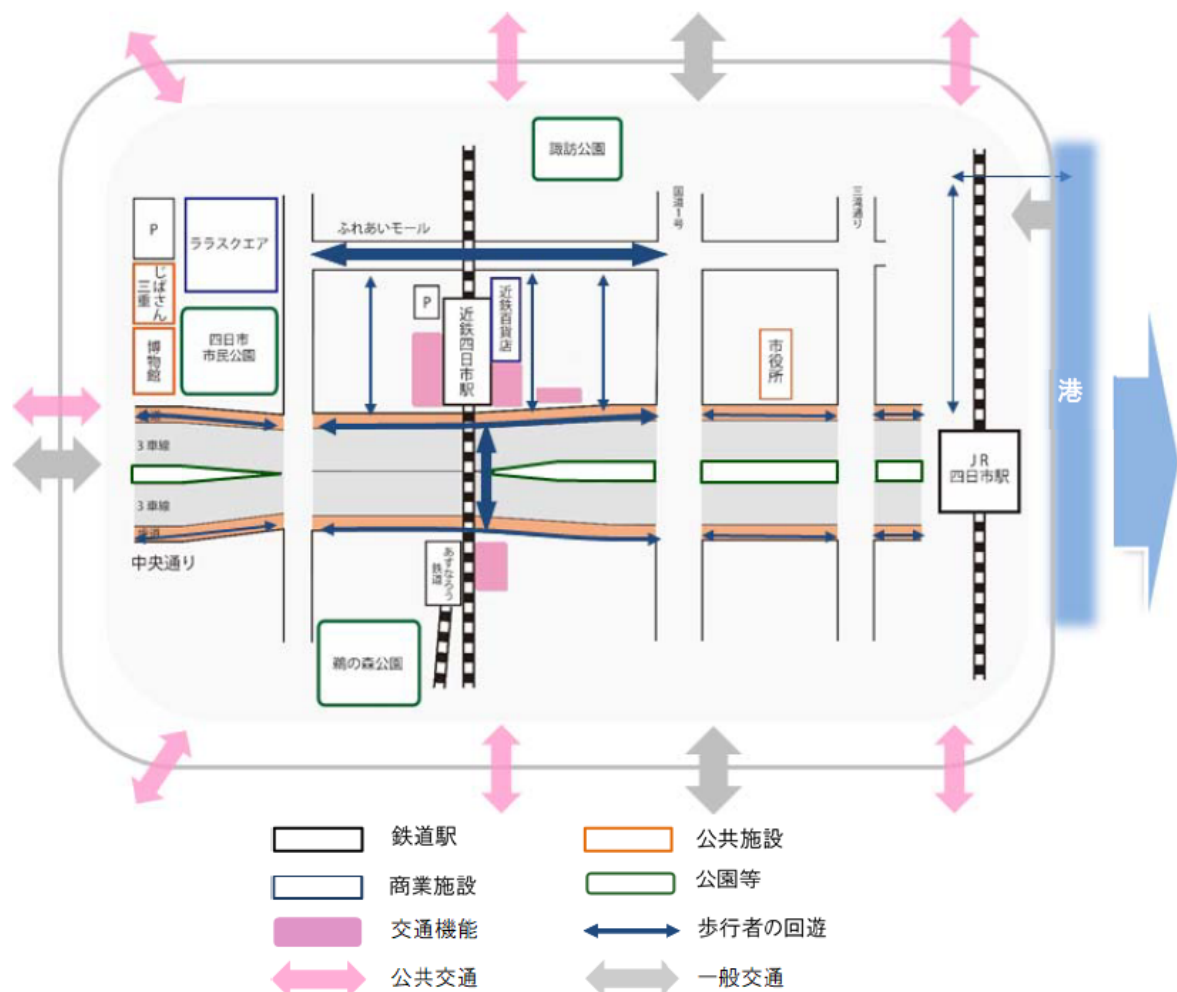 諏訪公園
国道1号
三滝通り
ふれあいモール
P
ララスクエア
じばさん
三重
四日市
市民公園
博物館
P
近鉄四日市駅
近鉄百貨店
市役所
港
歩道
3車線
3車線
歩道
中央通り
JR
四日市駅
あすなろう
鉄道
鵜の森公園
鉄道駅
公共施設
商業施設
公園等
交通機能
歩行者の回遊
公共交通
一般交通